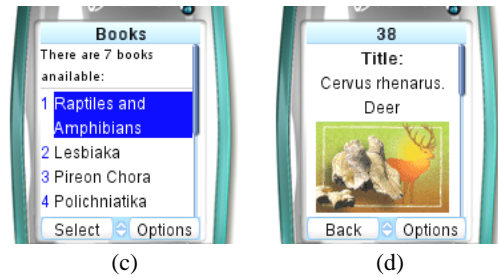 Books
There are 7 books
anailable:
1 Raptiles and
Amphibians
2 Lesbiaka
3 Pireon Chora
4 Polichniatika
Select Options
(c)
38
Title:
Cervus rhenarus.
Deer
Back Options
(d)